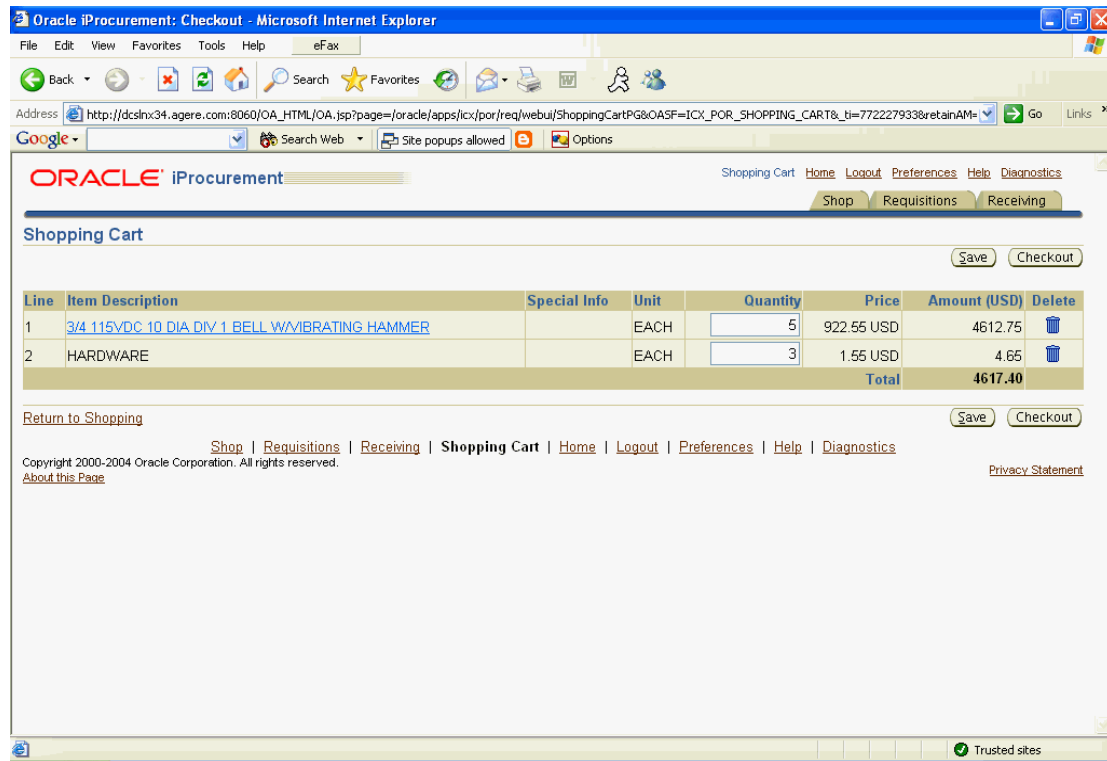 Oracle iProcurement: Checkout - Microsoft Internet Explorer
File Edit View Favorites Tools Help eFax
Back Search Favorites
Address http://dcslnx34.agere.com:8060/OA_HTML/OA.jsp?page=/oracle/apps/icx/por/req/webui/ShoppingCartPG&OASF=ICX_POR_SHOPPING_CART&_ti=772227933&retainAM= Go Links »
Google Search Web Site popups allowed Options
ORACLE iProcurement Shopping Cart Home Logout Preferences Help Diagnostics
Shop Requisitions Receiving
Shopping Cart
Save Checkout
Line Item Description Special Info Unit Quantity Price Amount (USD) Delete
1 3/4 115VDC 10 DIA DIV 1 BELL W/VIBRATING HAMMER EACH 5 922.55 USD 4612.75
2 HARDWARE EACH 3 1.55 USD 4.65
Total 4617.40
Return to Shopping Save Checkout
Shop | Requisitions | Receiving | Shopping Cart | Home | Logout | Preferences | Help | Diagnostics
Copyright 2000-2004 Oracle Corporation. All rights reserved.
About this Page Privacy Statement
Trusted sites